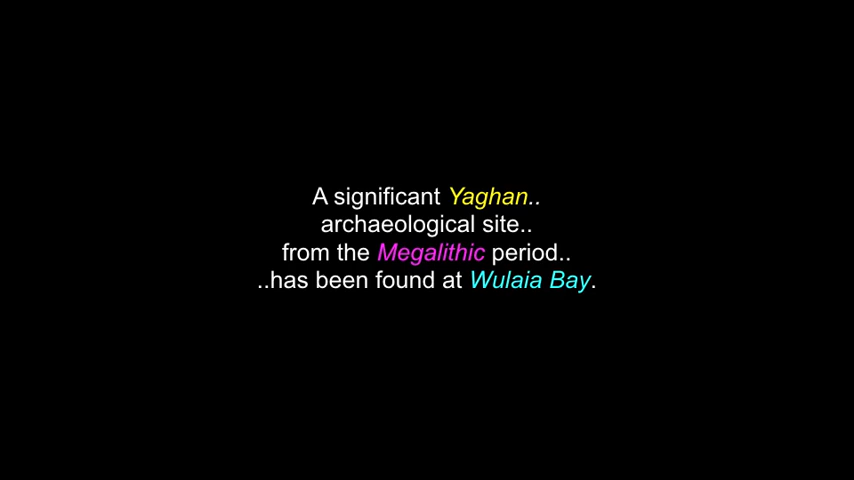 A significant Yaghan..
archaeological site..
from the Megalithic period..
..has been found at Wulaia Bay.